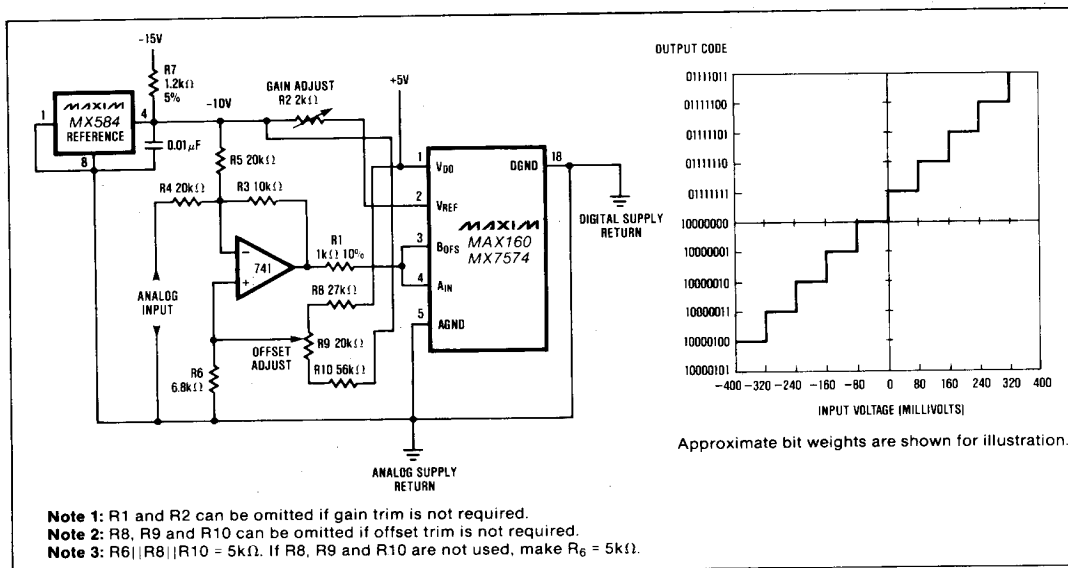 -15V
R7
1.2kΩ
5%
MAXIM
MX584
REFERENCE
1
4
8
-10V
0.01µF
GAIN ADJUST
R2 2kΩ
+5V
R5 20kΩ
R4 20kΩ
R3 10kΩ
741
−
+
R1
1kΩ 10%
ANALOG
INPUT
R8 27kΩ
R9 20kΩ
R10 56kΩ
OFFSET
ADJUST
R6
6.8kΩ
1
VDD
2
VREF
3
BOFS
4
AIN
5
AGND
DGND
18
MAXIM
MAX160
MX7574
DIGITAL SUPPLY
RETURN
ANALOG SUPPLY
RETURN
OUTPUT CODE
01111011
01111100
01111101
01111110
01111111
10000000
10000001
10000010
10000011
10000100
10000101
-400 -320 -240 -160 -80 0 80 160 240 320 400
INPUT VOLTAGE (MILLIVOLTS)
Approximate bit weights are shown for illustration.
Note 1: R1 and R2 can be omitted if gain trim is not required.
Note 2: R8, R9 and R10 can be omitted if offset trim is not required.
Note 3: R6||R8||R10 = 5kΩ. If R8, R9 and R10 are not used, make R6 = 5kΩ.